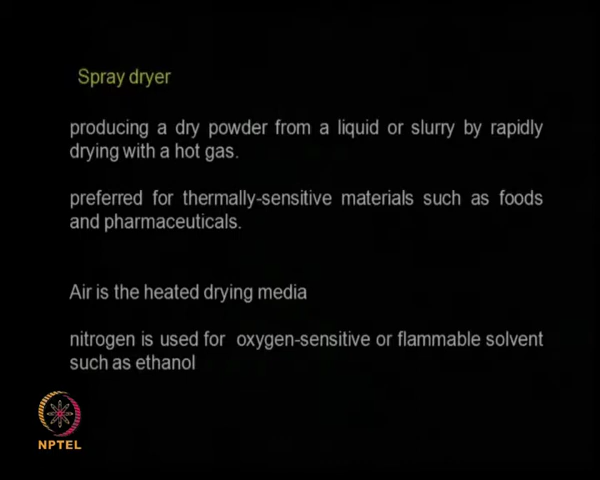 Spray dryer
producing a dry powder from a liquid or slurry by rapidly
drying with a hot gas.
preferred for thermally-sensitive materials such as foods
and pharmaceuticals.
Air is the heated drying media
nitrogen is used for oxygen-sensitive or flammable solvent
such as ethanol
NPTEL